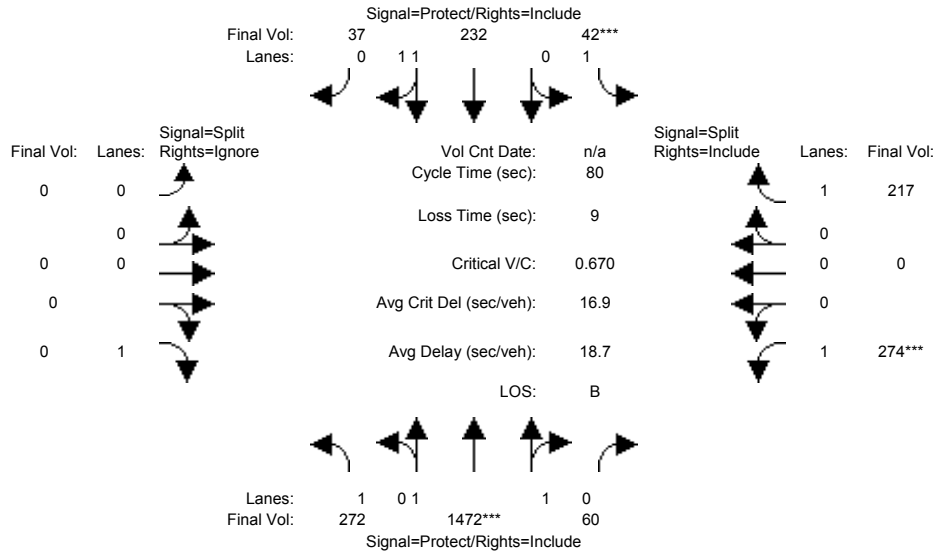 Signal=Protect/Rights=Include
Final Vol: 37 232 42***
Lanes: 0 1 1 0 1
Signal=Split Signal=Split
Final Vol: Lanes: Rights=Ignore Vol Cnt Date: n/a Rights=Include Lanes: Final Vol:
Cycle Time (sec): 80
0 0 1 217
Loss Time (sec): 9
0 0
0 0 Critical V/C: 0.670 0 0
0 Avg Crit Del (sec/veh): 16.9 0
0 1 Avg Delay (sec/veh): 18.7 1 274***
LOS: B
Lanes: 1 0 1 1 0
Final Vol: 272 1472*** 60
Signal=Protect/Rights=Include